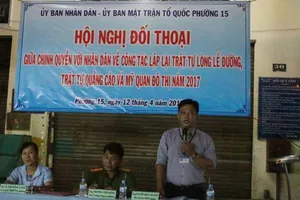 ỦY BAN NHÂN DÂN - ỦY BAN MẶT TRẬN TỔ QUỐC PHƯỜNG 15
HỘI NGHỊ ĐỐI THOẠI
GIỮA CHÍNH QUYỀN VỚI NHÂN DÂN VỀ CÔNG TÁC LẬP LẠI TRẬT TỰ LÒNG LỀ ĐƯỜNG,
TRẬT TỰ QUẢNG CÁO VÀ MỸ QUAN ĐÔ THỊ NĂM 2017
Phường 15, ngày 12 tháng 4 năm